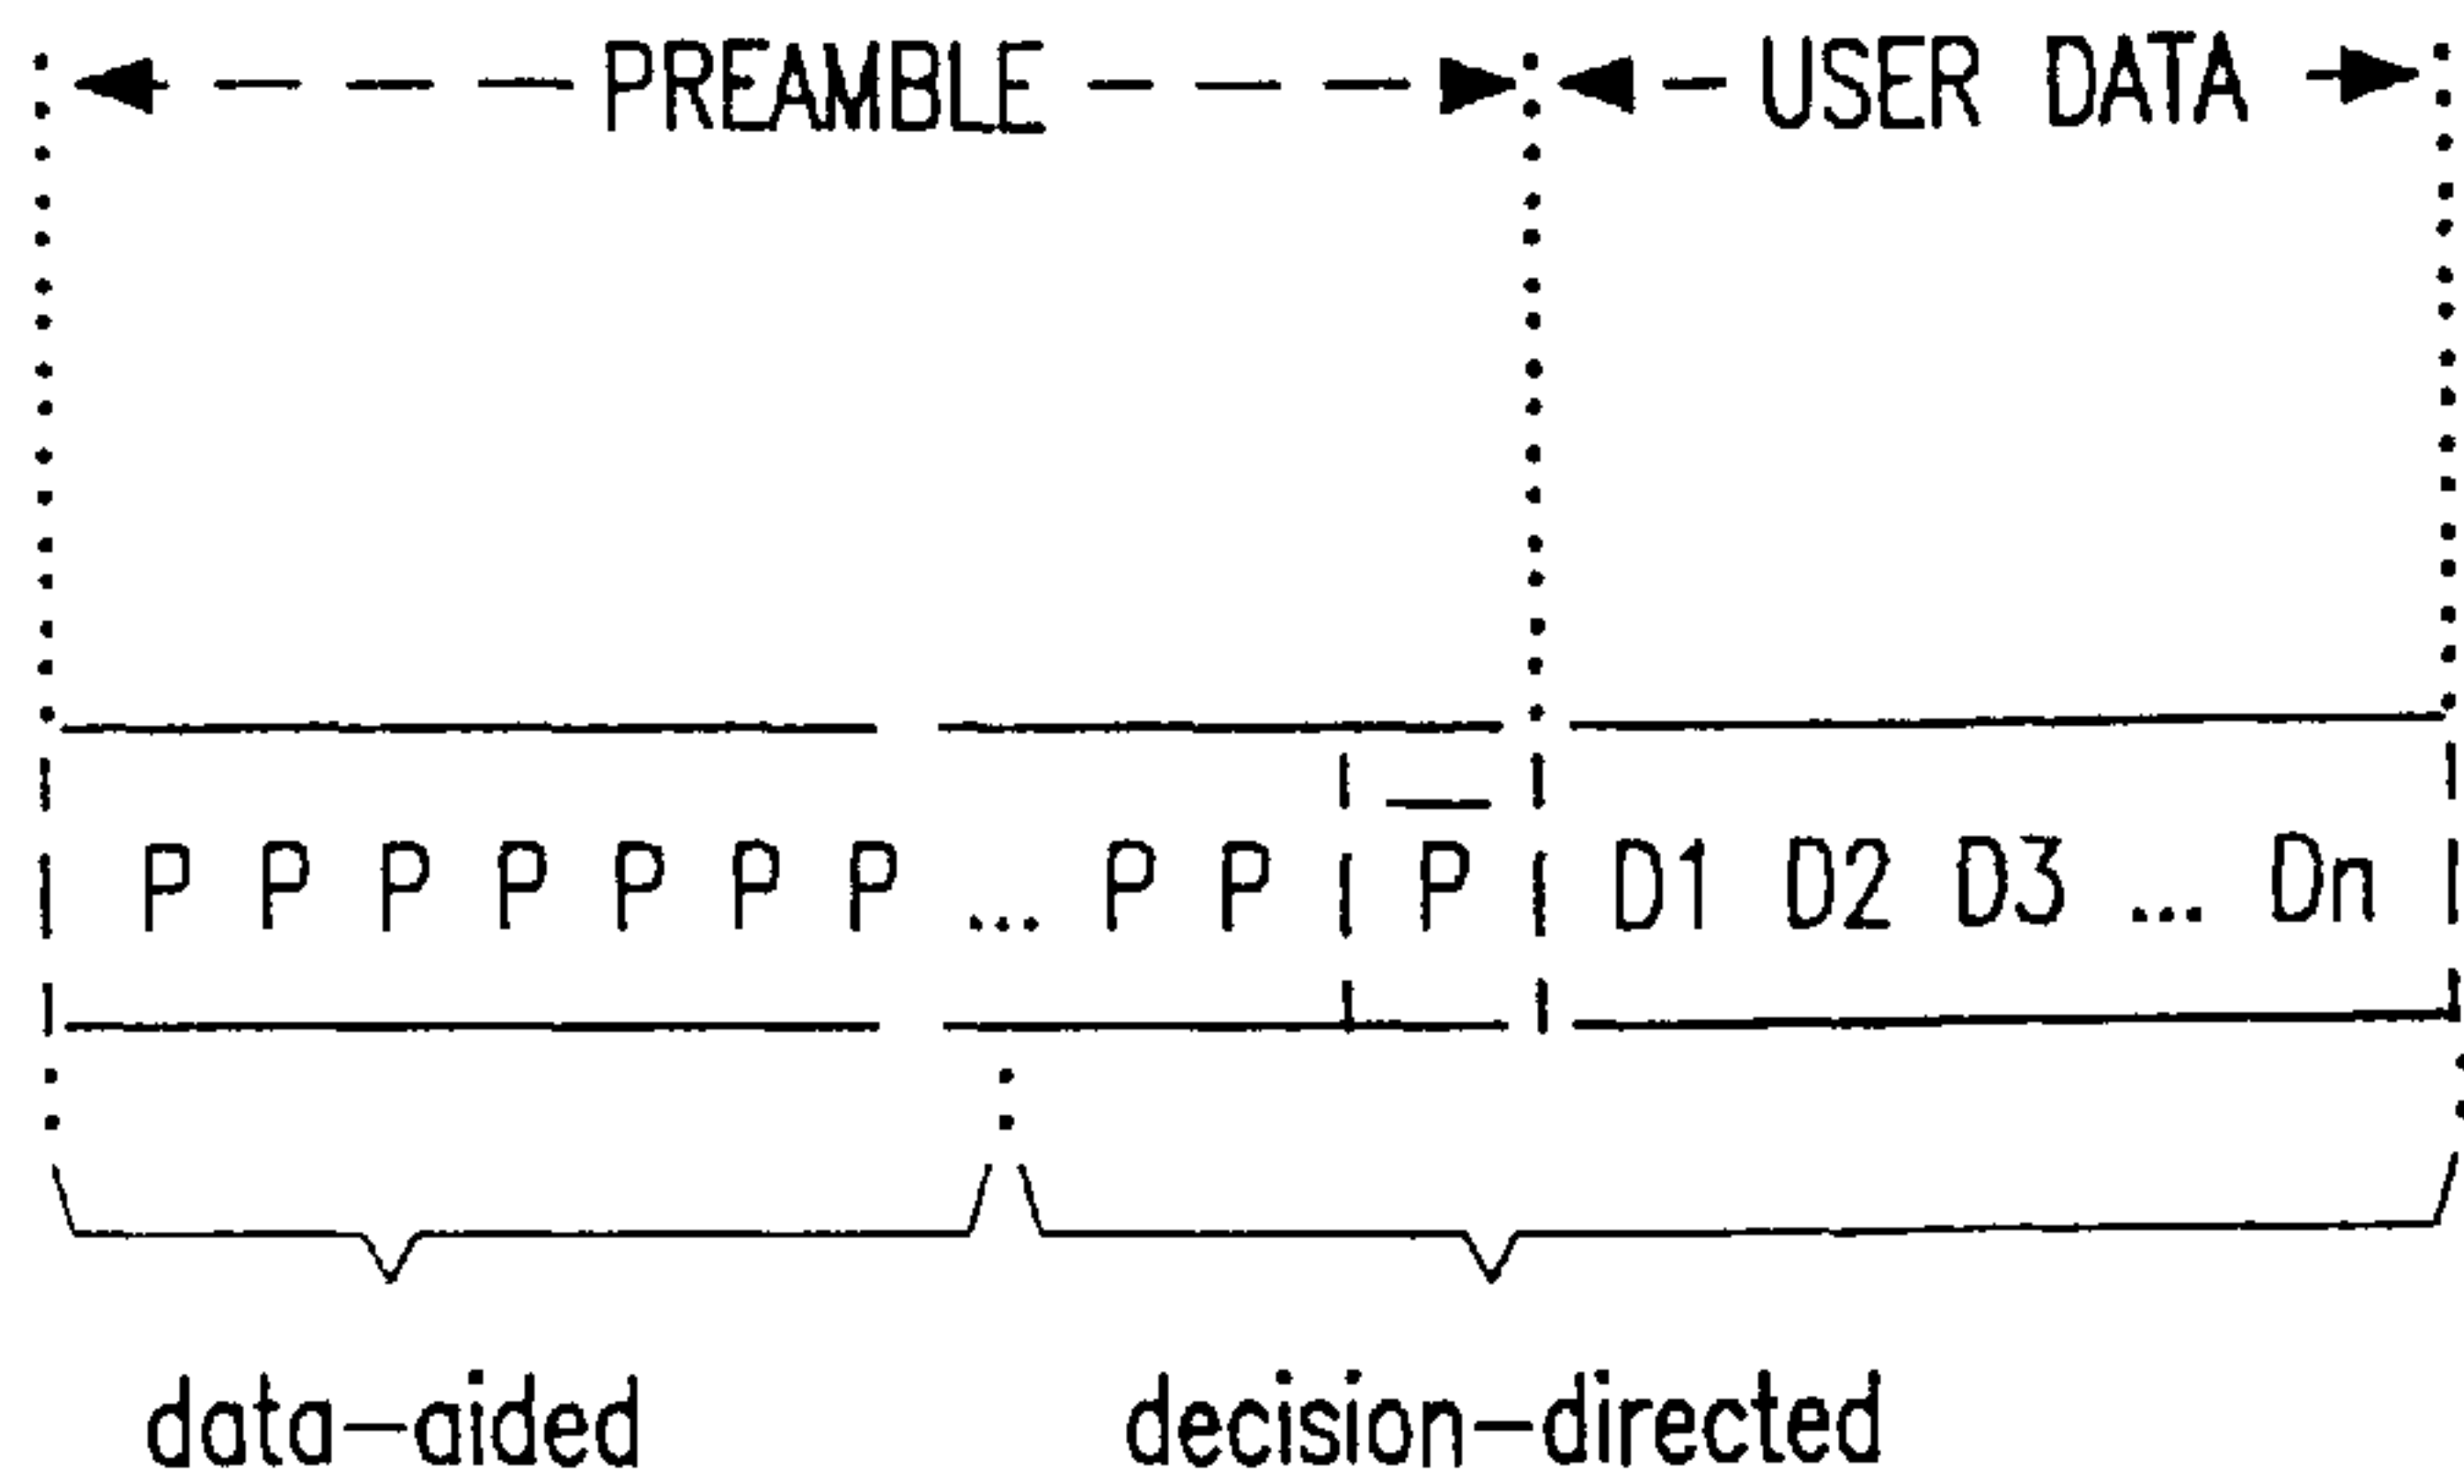 PREAMBLE USER DATA
P P P P P P P ... P P P̅ D1 D2 D3 ... Dn
data-aided decision-directed